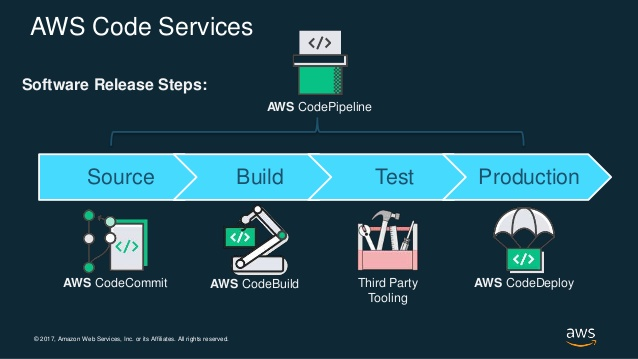 AWS Code Services
</>
Software Release Steps:
AWS CodePipeline
Source Build Test Production
</>
</>
AWS CodeCommit AWS CodeBuild Third Party AWS CodeDeploy
Tooling
© 2017, Amazon Web Services, Inc. or its Affiliates. All rights reserved.
aws